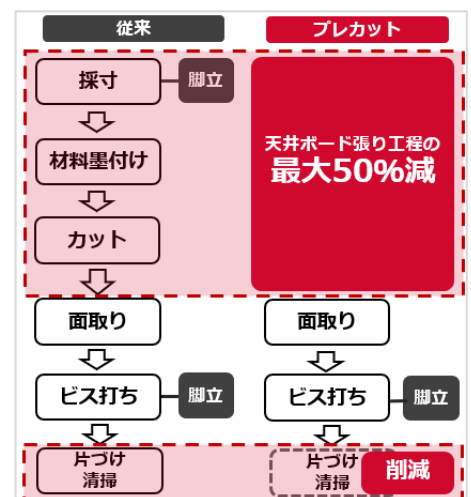 従来
プレカット
採寸
脚立
材料墨付け
カット
天井ボード張り工程の
最大50%減
面取り
面取り
ビス打ち
脚立
ビス打ち
脚立
片づけ
清掃
片づけ
清掃
削減